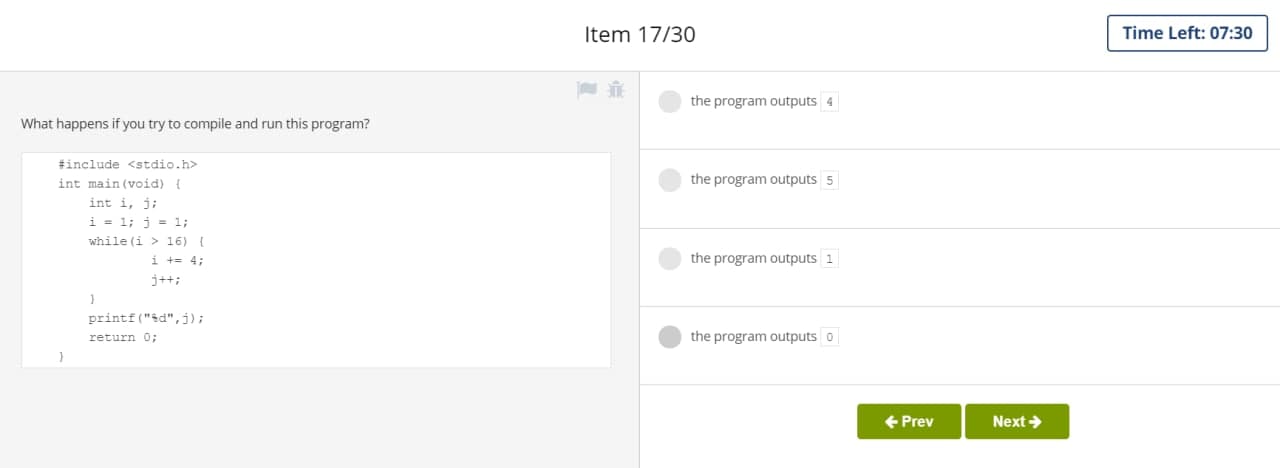 Item 17/30
Time Left: 07:30
What happens if you try to compile and run this program?
#include <stdio.h>
int main(void) {
    int i, j;
    i = 1; j = 1;
    while(i > 16) {
            i += 4;
            j++;
    }
    printf("%d",j);
    return 0;
}
the program outputs 4
the program outputs 5
the program outputs 1
the program outputs 0
Prev
Next